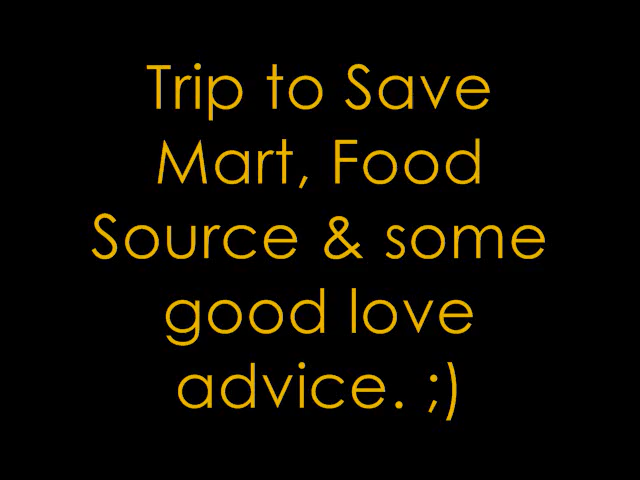 Trip to Save
Mart, Food
Source & some
good love
advice. ;)